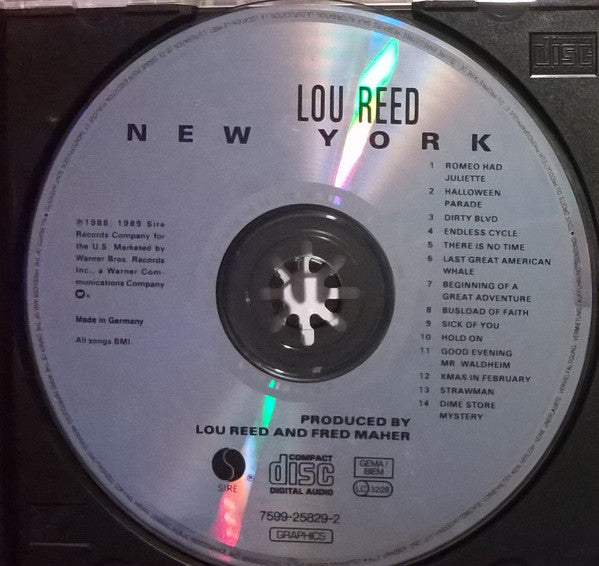 LOU REED
NEW YORK
1 ROMEO HAD
JULIETTE
2 HALLOWEEN
PARADE
3 DIRTY BLVD
4 ENDLESS CYCLE
5 THERE IS NO TIME
6 LAST GREAT AMERICAN
WHALE
7 BEGINNING OF A
GREAT ADVENTURE
8 BUSLOAD OF FAITH
9 SICK OF YOU
10 HOLD ON
11 GOOD EVENING
MR. WALDHEIM
12 XMAS IN FEBRUARY
13 STRAWMAN
14 DIME STORE
MYSTERY
℗1988, 1989 Sire
Records Company for
the U.S. Marketed by
Warner Bros. Records
Inc., a Warner Com-
munications Company
Made in Germany
All songs BMI.
PRODUCED BY
LOU REED AND FRED MAHER
SIRE
COMPACT
disc
DIGITAL AUDIO
GEMA/
BIEM
LC 3228
7599-25829-2
GRAPHICS
disc